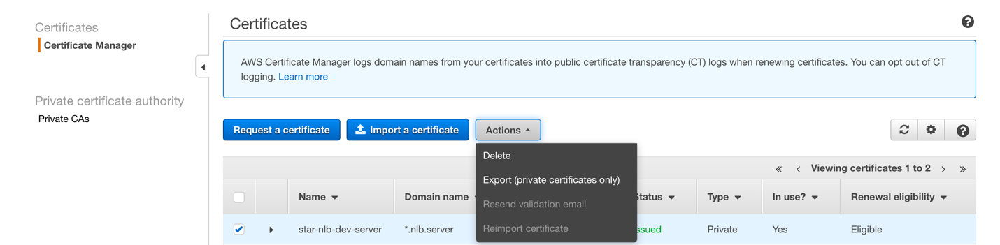 Certificates
Certificate Manager
Private certificate authority
Private CAs
Certificates
AWS Certificate Manager logs domain names from your certificates into public certificate transparency (CT) logs when renewing certificates. You can opt out of CT
logging. Learn more
Request a certificate Import a certificate Actions
Delete
Export (private certificates only)
Resend validation email
Reimport certificate
« < Viewing certificates 1 to 2 > »
Name Domain name Status Type In use? Renewal eligibility
star-nlb-dev-server *.nlb.server ssued Private Yes Eligible